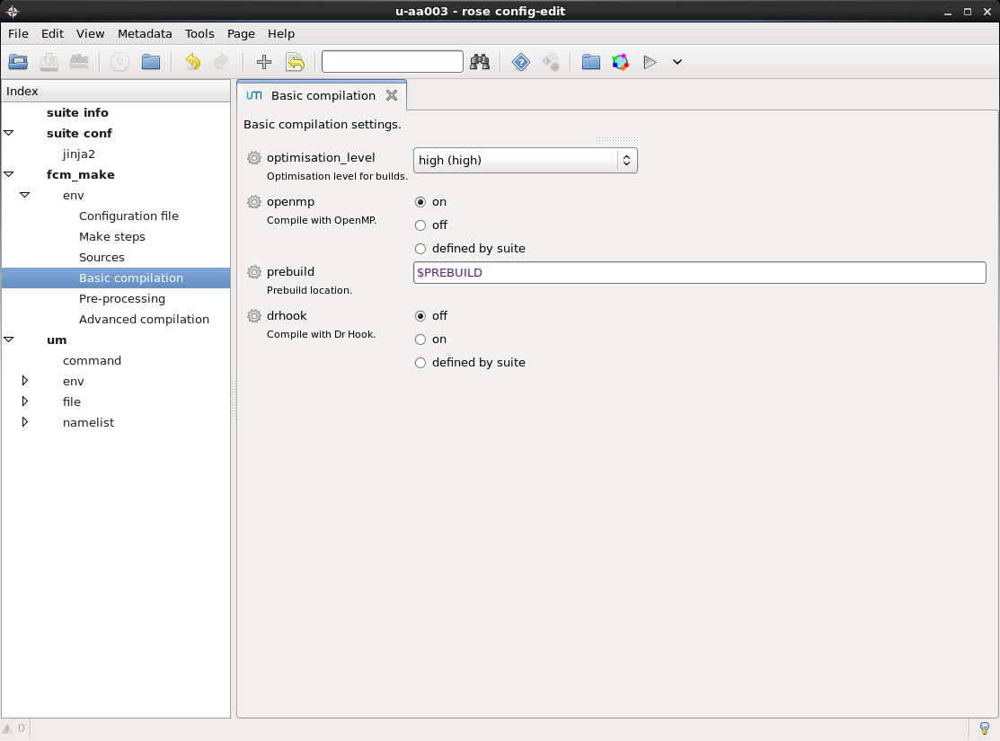 u-aa003 - rose config-edit
File Edit View Metadata Tools Page Help
Abc
Index
suite info
suite conf
jinja2
fcm_make
env
Configuration file
Make steps
Sources
Basic compilation
Pre-processing
Advanced compilation
um
command
env
file
namelist
um Basic compilation
Basic compilation settings.
optimisation_level high (high)
Optimisation level for builds.
openmp on
Compile with OpenMP.
off
defined by suite
prebuild $PREBUILD
Prebuild location.
drhook off
Compile with Dr Hook.
on
defined by suite
0